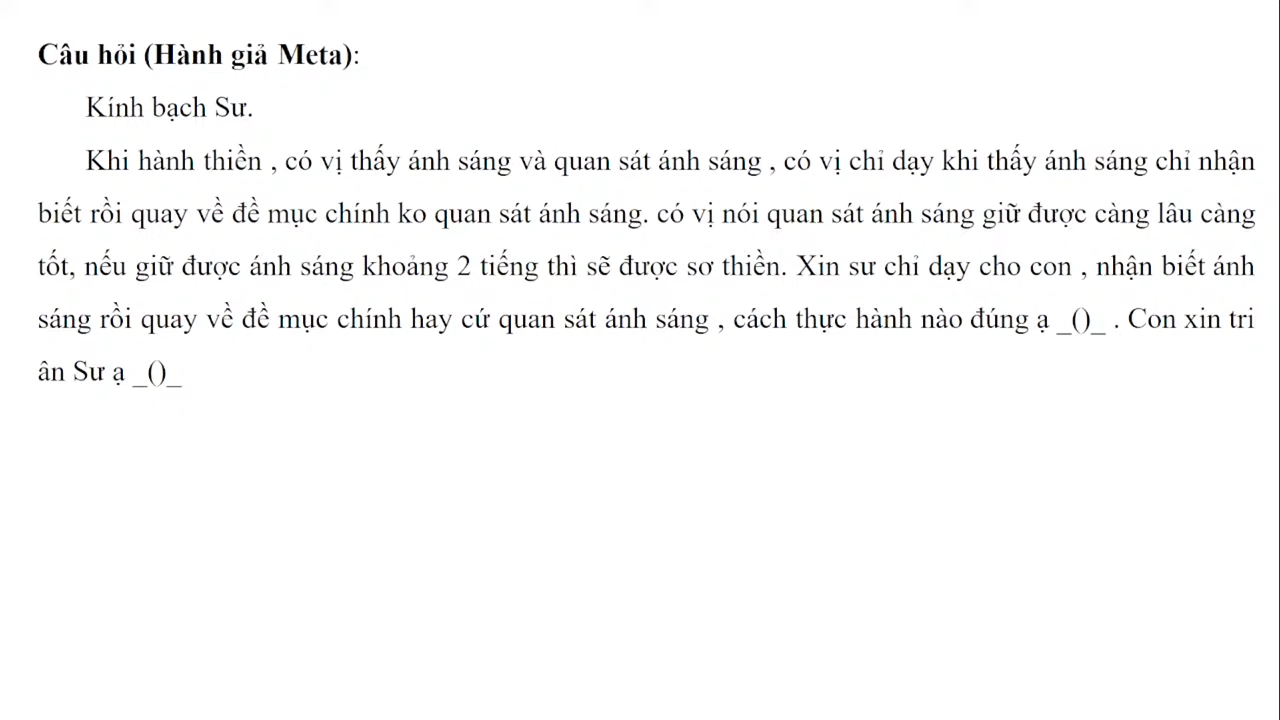 Câu hỏi (Hành giả Meta):
Kính bạch Sư.
Khi hành thiền , có vị thấy ánh sáng và quan sát ánh sáng , có vị chỉ dạy khi thấy ánh sáng chỉ nhận
biết rồi quay về đề mục chính ko quan sát ánh sáng. có vị nói quan sát ánh sáng giữ được càng lâu càng
tốt, nếu giữ được ánh sáng khoảng 2 tiếng thì sẽ được sơ thiền. Xin sư chỉ dạy cho con , nhận biết ánh
sáng rồi quay về đề mục chính hay cứ quan sát ánh sáng , cách thực hành nào đúng ạ _()_ . Con xin tri
ân Sư ạ _()_